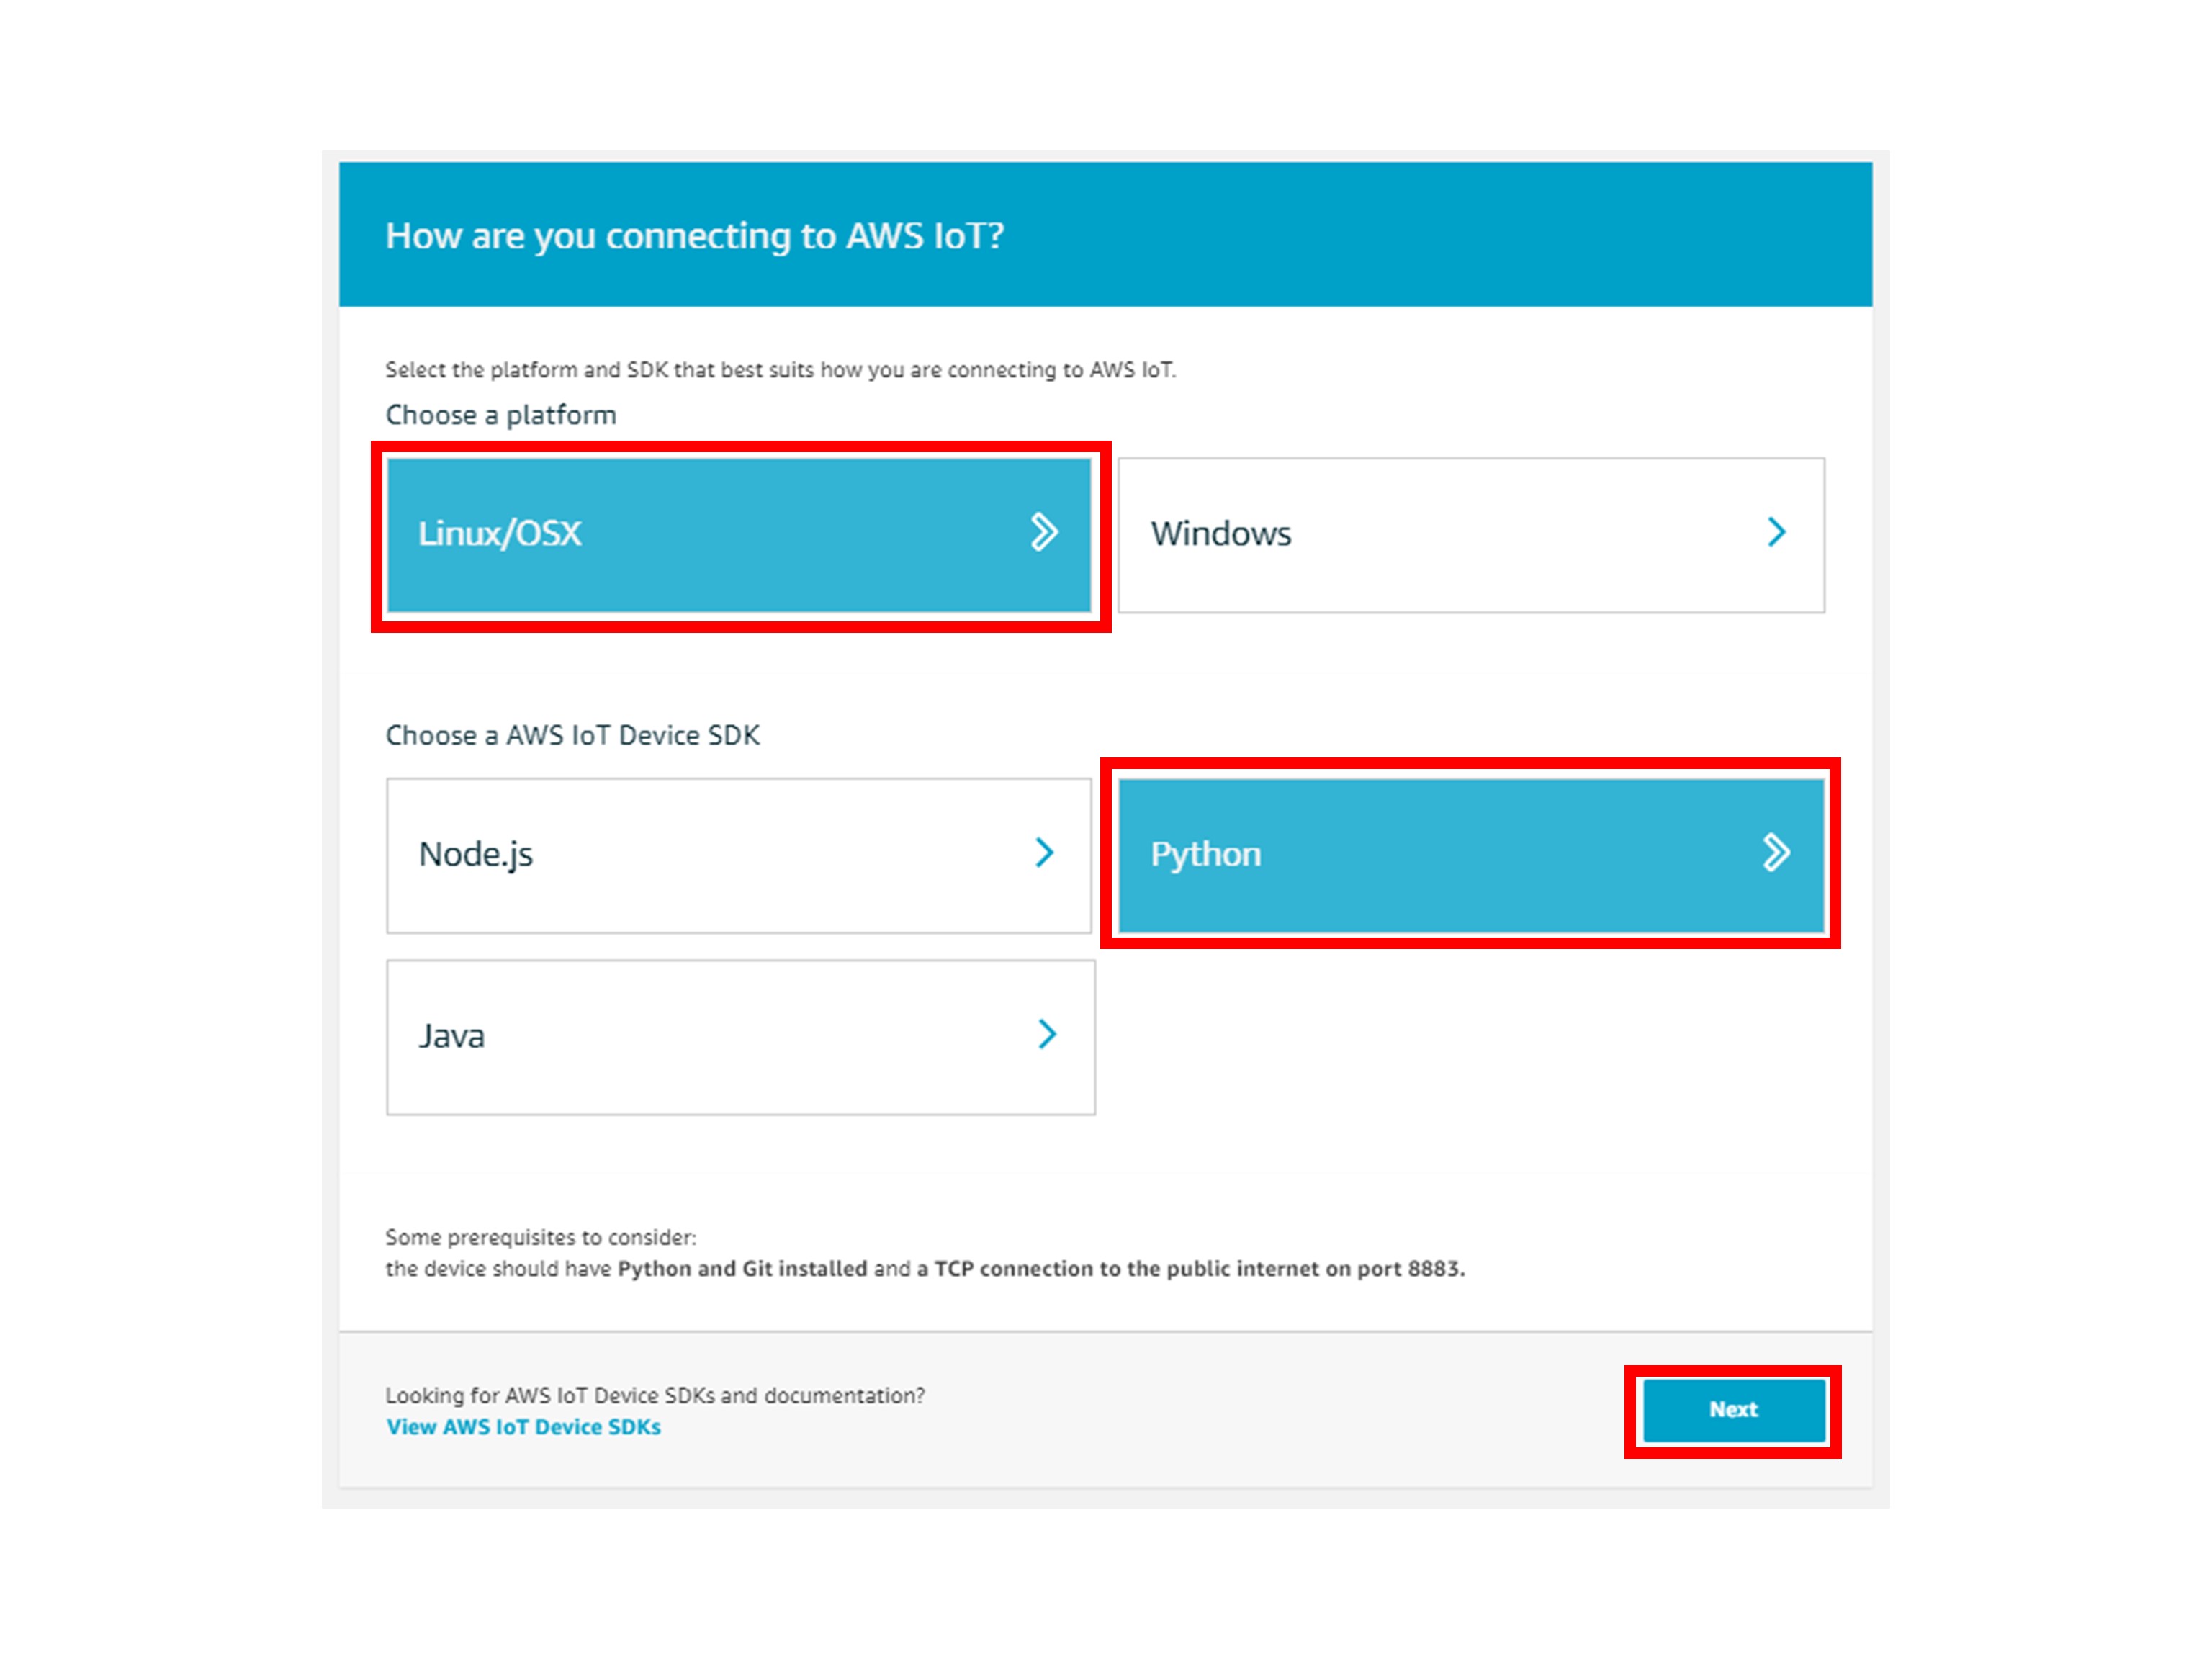 How are you connecting to AWS IoT?
Select the platform and SDK that best suits how you are connecting to AWS IoT.
Choose a platform
Linux/OSX
Windows
Choose a AWS IoT Device SDK
Node.js
Python
Java
Some prerequisites to consider:
the device should have Python and Git installed and a TCP connection to the public internet on port 8883.
Looking for AWS IoT Device SDKs and documentation?
View AWS IoT Device SDKs
Next